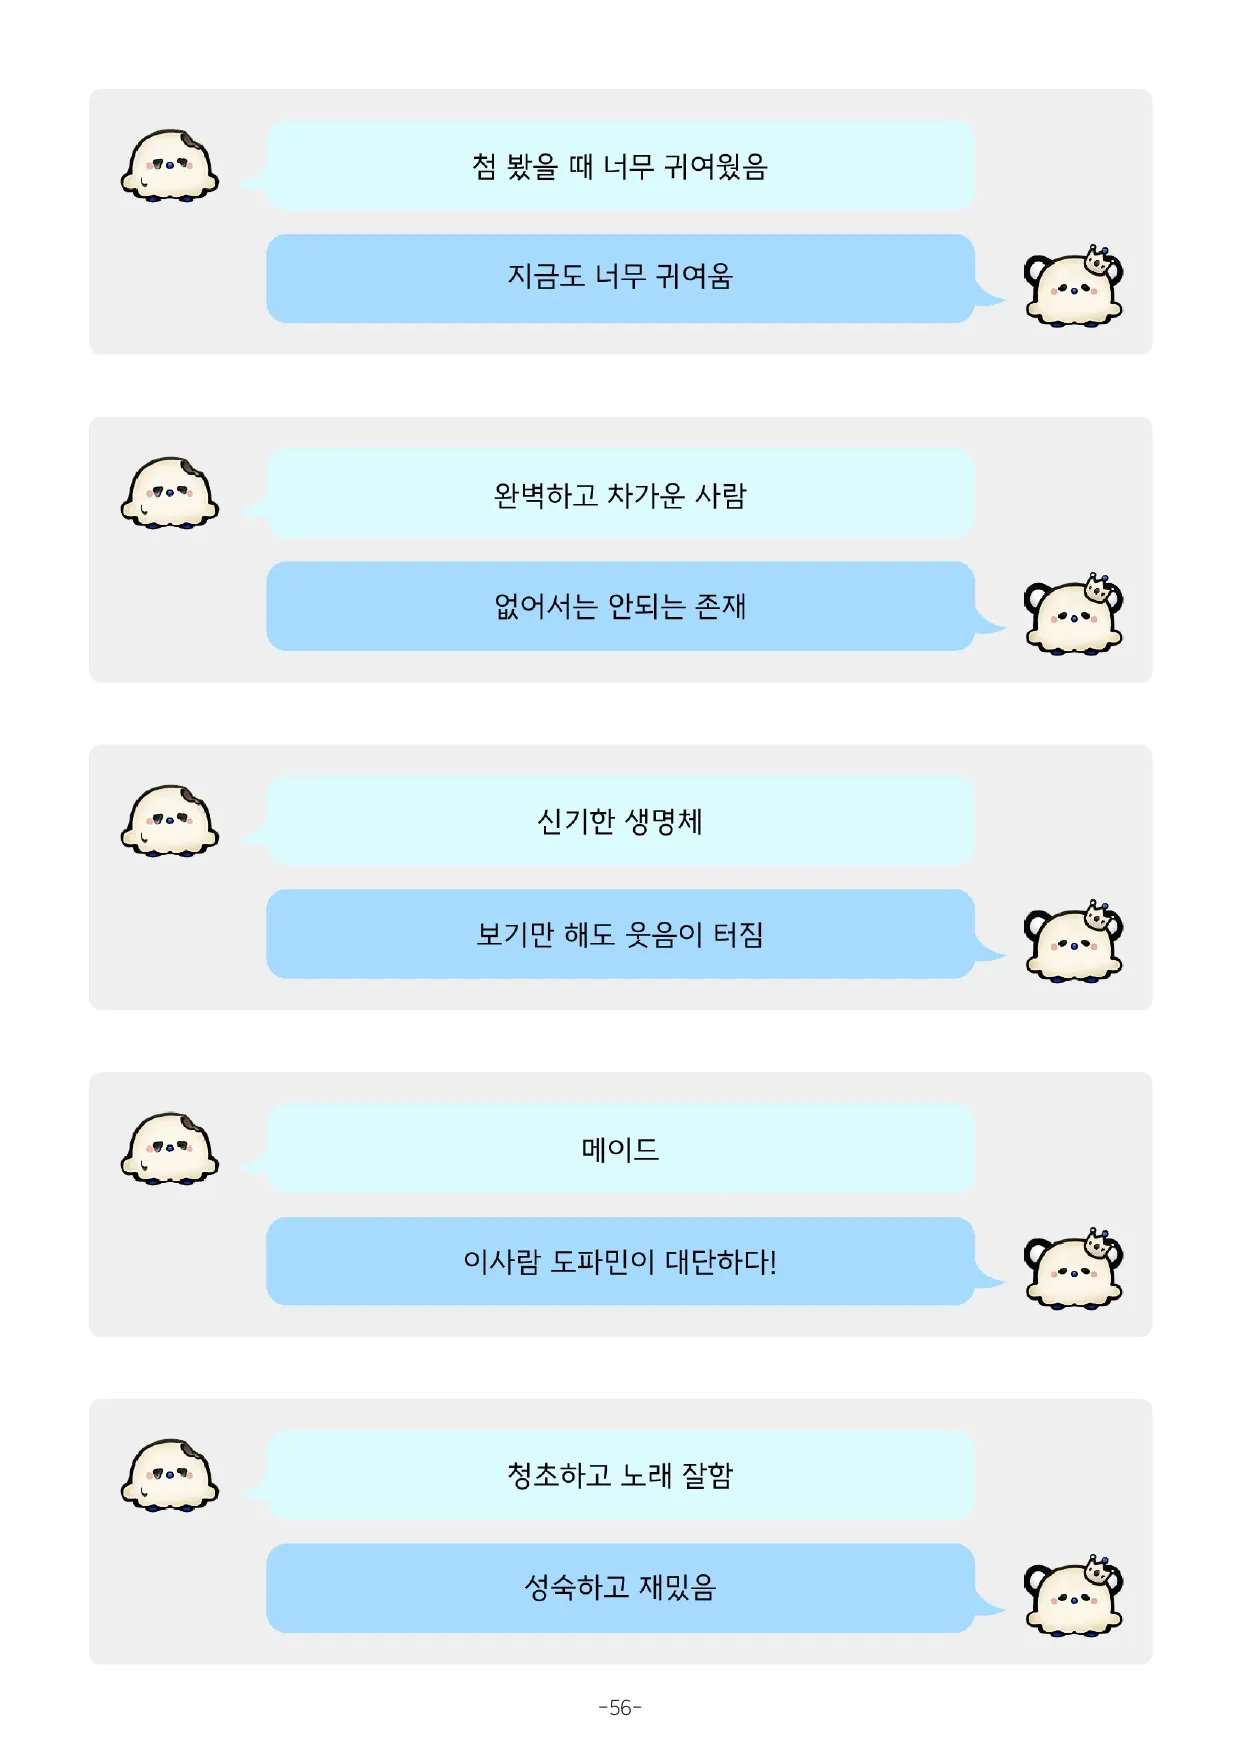 첨 봤을 때 너무 귀여웠음
지금도 너무 귀여움
완벽하고 차가운 사람
없어서는 안되는 존재
신기한 생명체
보기만 해도 웃음이 터짐
메이드
이사람 도파민이 대단하다!
청초하고 노래 잘함
성숙하고 재밌음
-56-